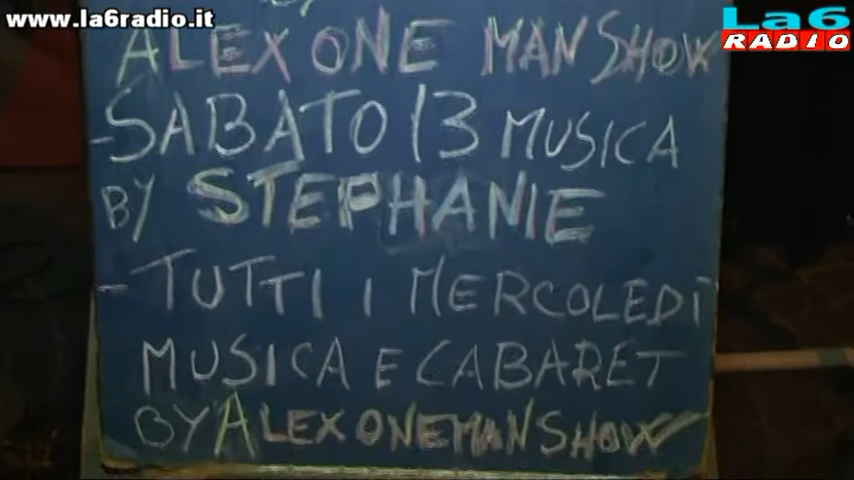 www.la6radio.it
La6
RADIO
ALEX ONE MAN SHOW
-SABATO 13 MUSICA
BY STEPHANIE
- TUTTI I MERCOLEDÌ
MUSICA E CABARET
BY ALEX ONE MAN SHOW